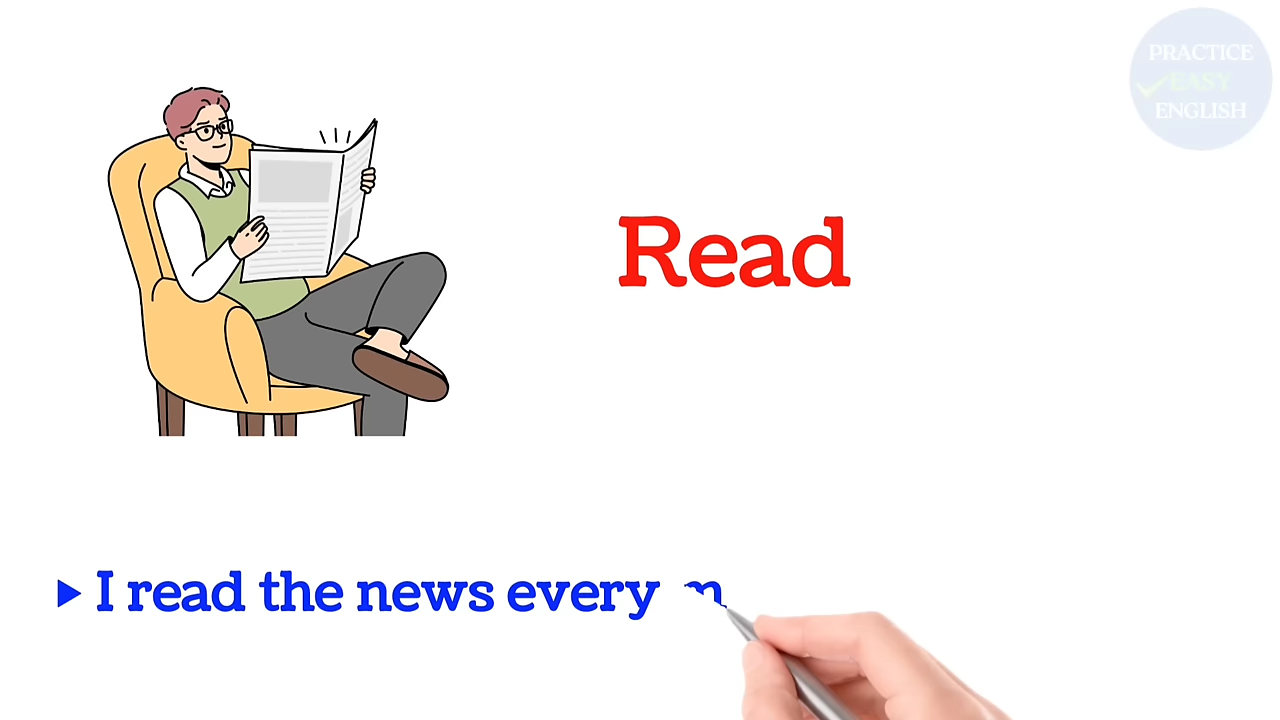 PRACTICE
EASY
ENGLISH
Read
I read the news every